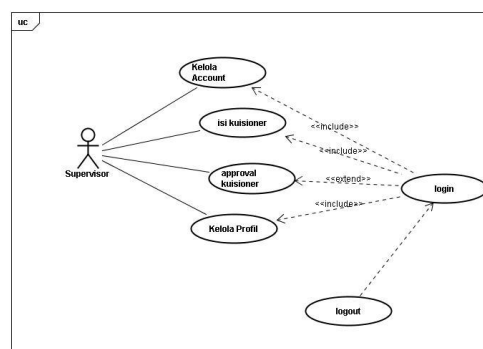 uc
Kelola
Account
isi kuisioner
<<include>>
<<include>>
approval
kuisioner
<<extend>>
Supervisor
login
<<include>>
Kelola Profil
logout